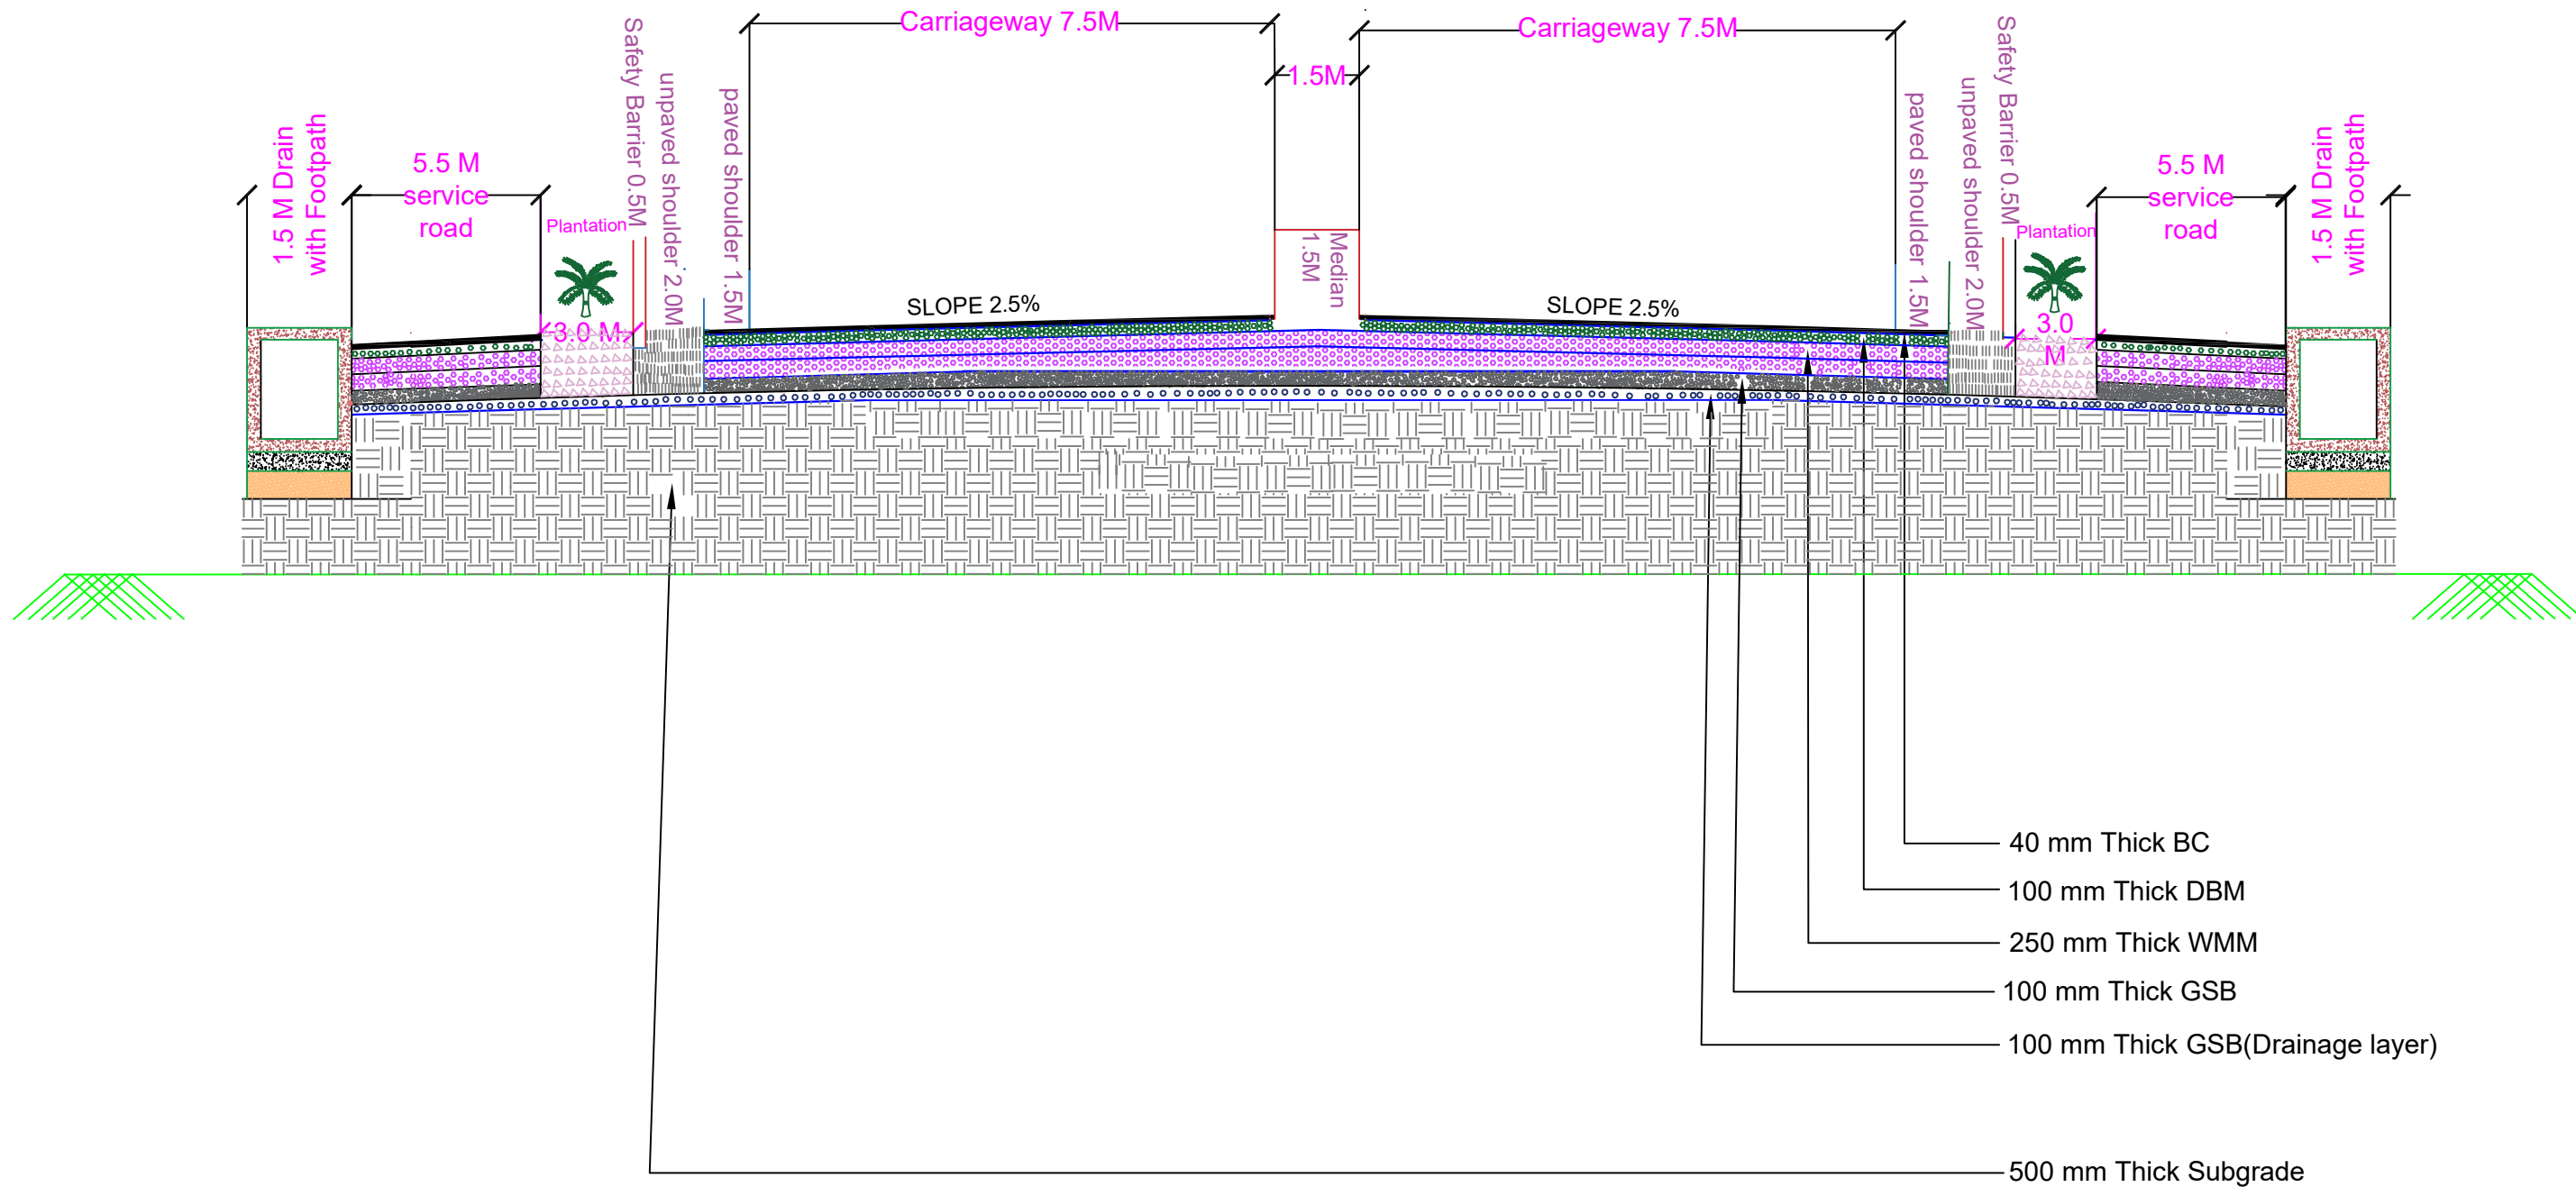 Carriageway 7.5M
Carriageway 7.5M
1.5M
1.5 M Drain
with Footpath
5.5 M
service
road
Plantation
3.0 M
Safety Barrier 0.5M
unpaved shoulder 2.0M
paved shoulder 1.5M
SLOPE 2.5%
Median
1.5M
SLOPE 2.5%
paved shoulder 1.5M
unpaved shoulder 2.0M
Safety Barrier 0.5M
Plantation
3.0
M
5.5 M
service
road
1.5 M Drain
with Footpath
40 mm Thick BC
100 mm Thick DBM
250 mm Thick WMM
100 mm Thick GSB
100 mm Thick GSB(Drainage layer)
500 mm Thick Subgrade